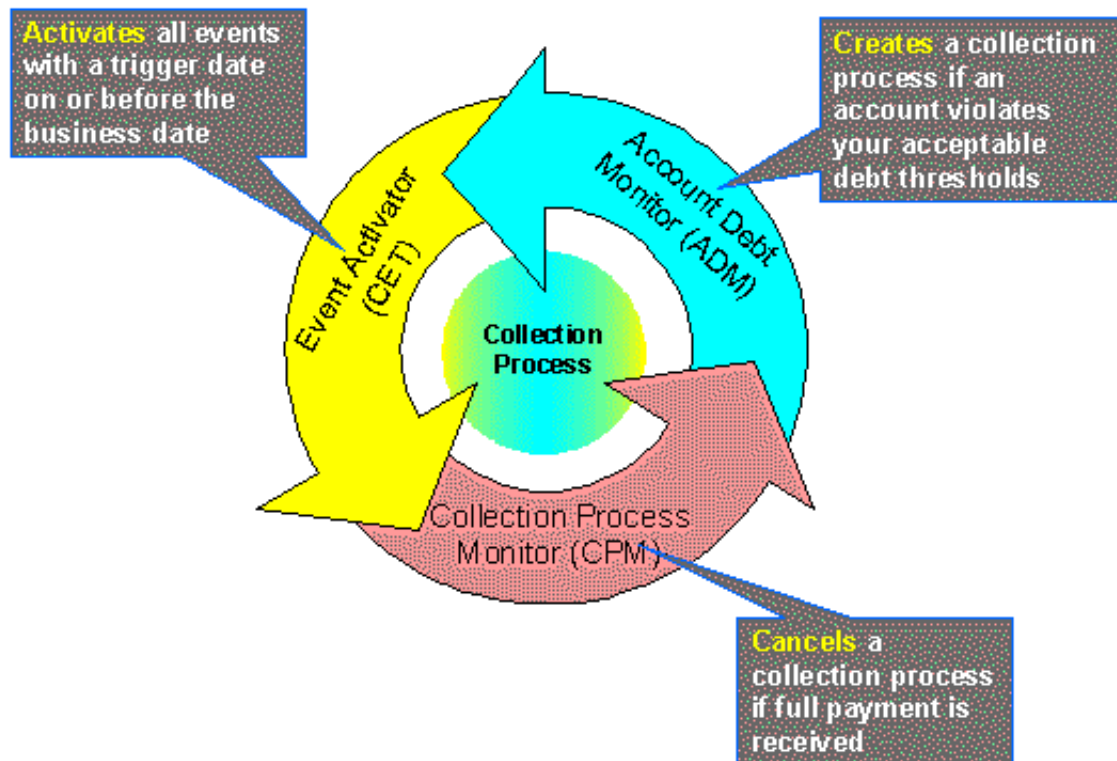 Activates all events
with a trigger date
on or before the
business date
Creates a collection
process if an
account violates
your acceptable
debt thresholds
Account Debt
Monitor (ADM)
Event Activator
(CET)
Collection
Process
Collection Process
Monitor (CPM)
Cancels a
collection process
if full payment is
received